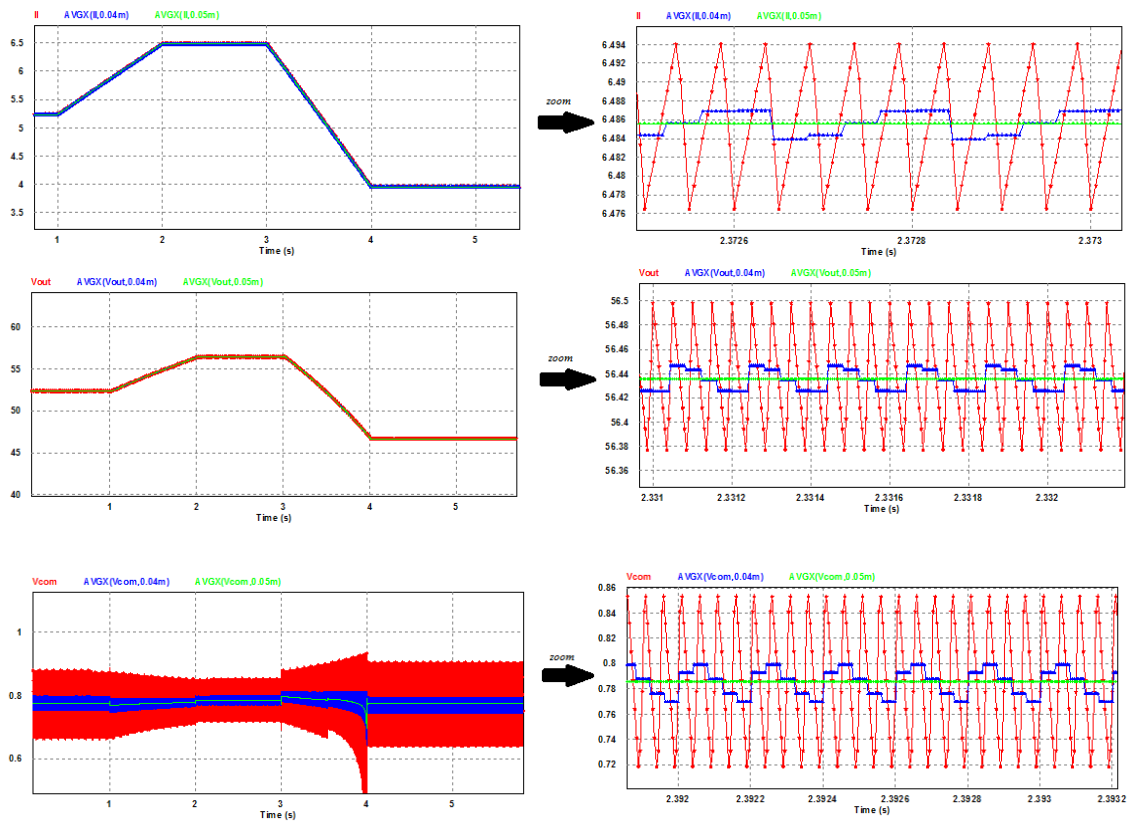 Il AVGX(Il,0.04m) AVGX(Il,0.05m)
6.5
6
5.5
5
4.5
4
3.5
1 2 3 4 5
Time (s)
zoom
Il AVGX(Il,0.04m) AVGX(Il,0.05m)
6.494
6.492
6.49
6.488
6.486
6.484
6.482
6.48
6.478
6.476
2.3726 2.3728 2.373
Time (s)
Vout AVGX(Vout,0.04m) AVGX(Vout,0.05m)
60
55
50
45
40
1 2 3 4 5
Time (s)
zoom
Vout AVGX(Vout,0.04m) AVGX(Vout,0.05m)
56.5
56.48
56.46
56.44
56.42
56.4
56.38
56.36
2.331 2.3312 2.3314 2.3316 2.3318 2.332
Time (s)
Vcom AVGX(Vcom,0.04m) AVGX(Vcom,0.05m)
1
0.8
0.6
1 2 3 4 5
Time (s)
zoom
Vcom AVGX(Vcom,0.04m) AVGX(Vcom,0.05m)
0.86
0.84
0.82
0.8
0.78
0.76
0.74
0.72
2.392 2.3922 2.3924 2.3926 2.3928 2.393 2.3932
Time (s)